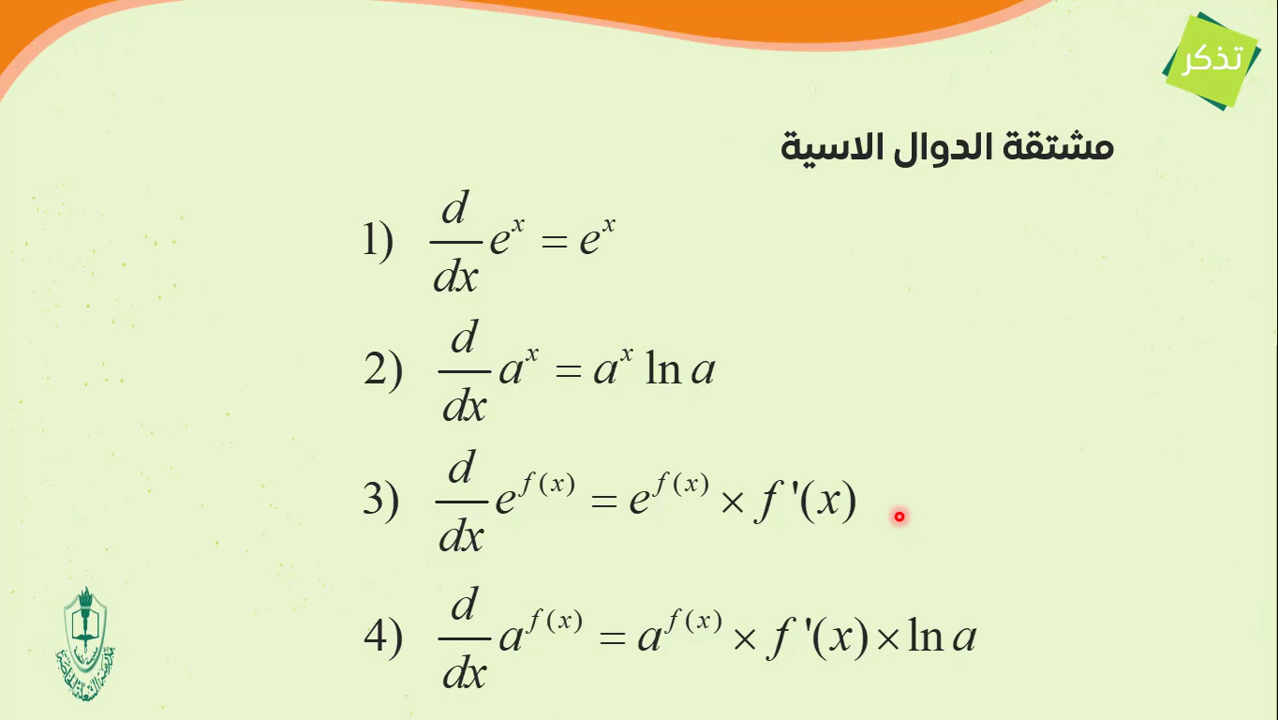 تذكر
مشتقة الدوال الاسية
1) d/dx e^x = e^x
2) d/dx a^x = a^x ln a
3) d/dx e^{f(x)} = e^{f(x)} × f'(x)
4) d/dx a^{f(x)} = a^{f(x)} × f'(x) × ln a